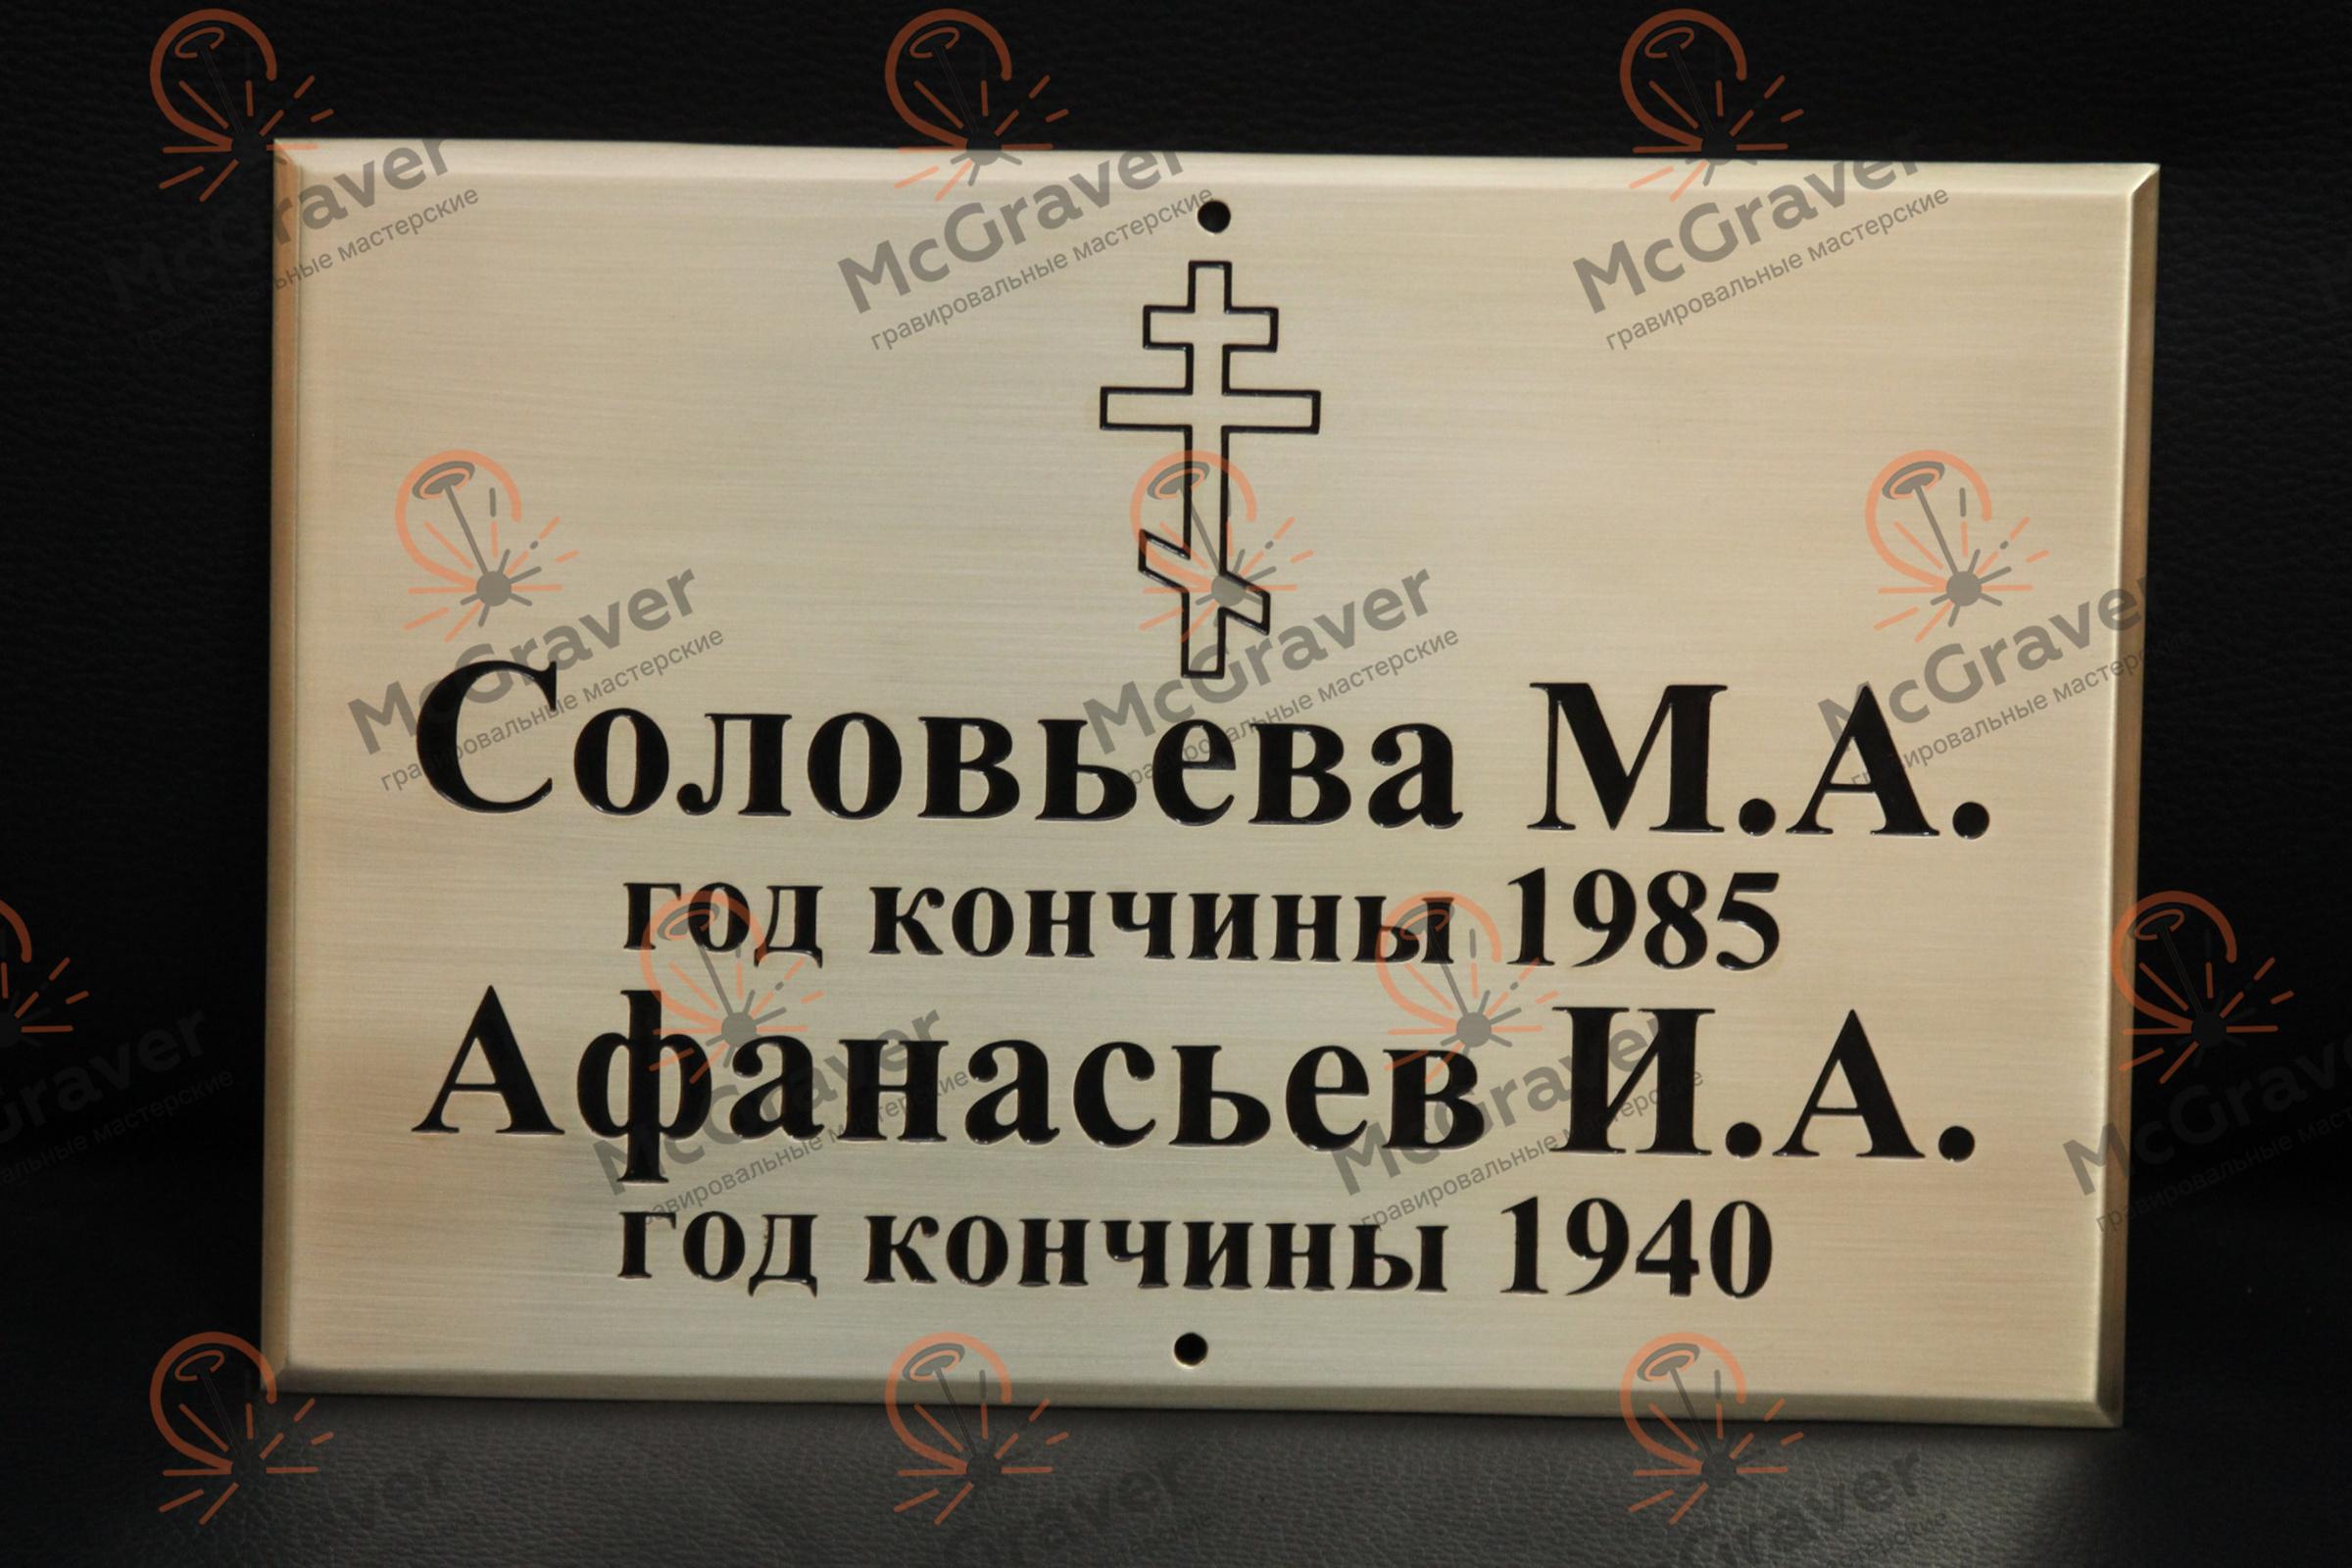 Соловьева М.А.
год кончины 1985
Афанасьев И.А.
год кончины 1940
McGraver
гравировальные мастерские